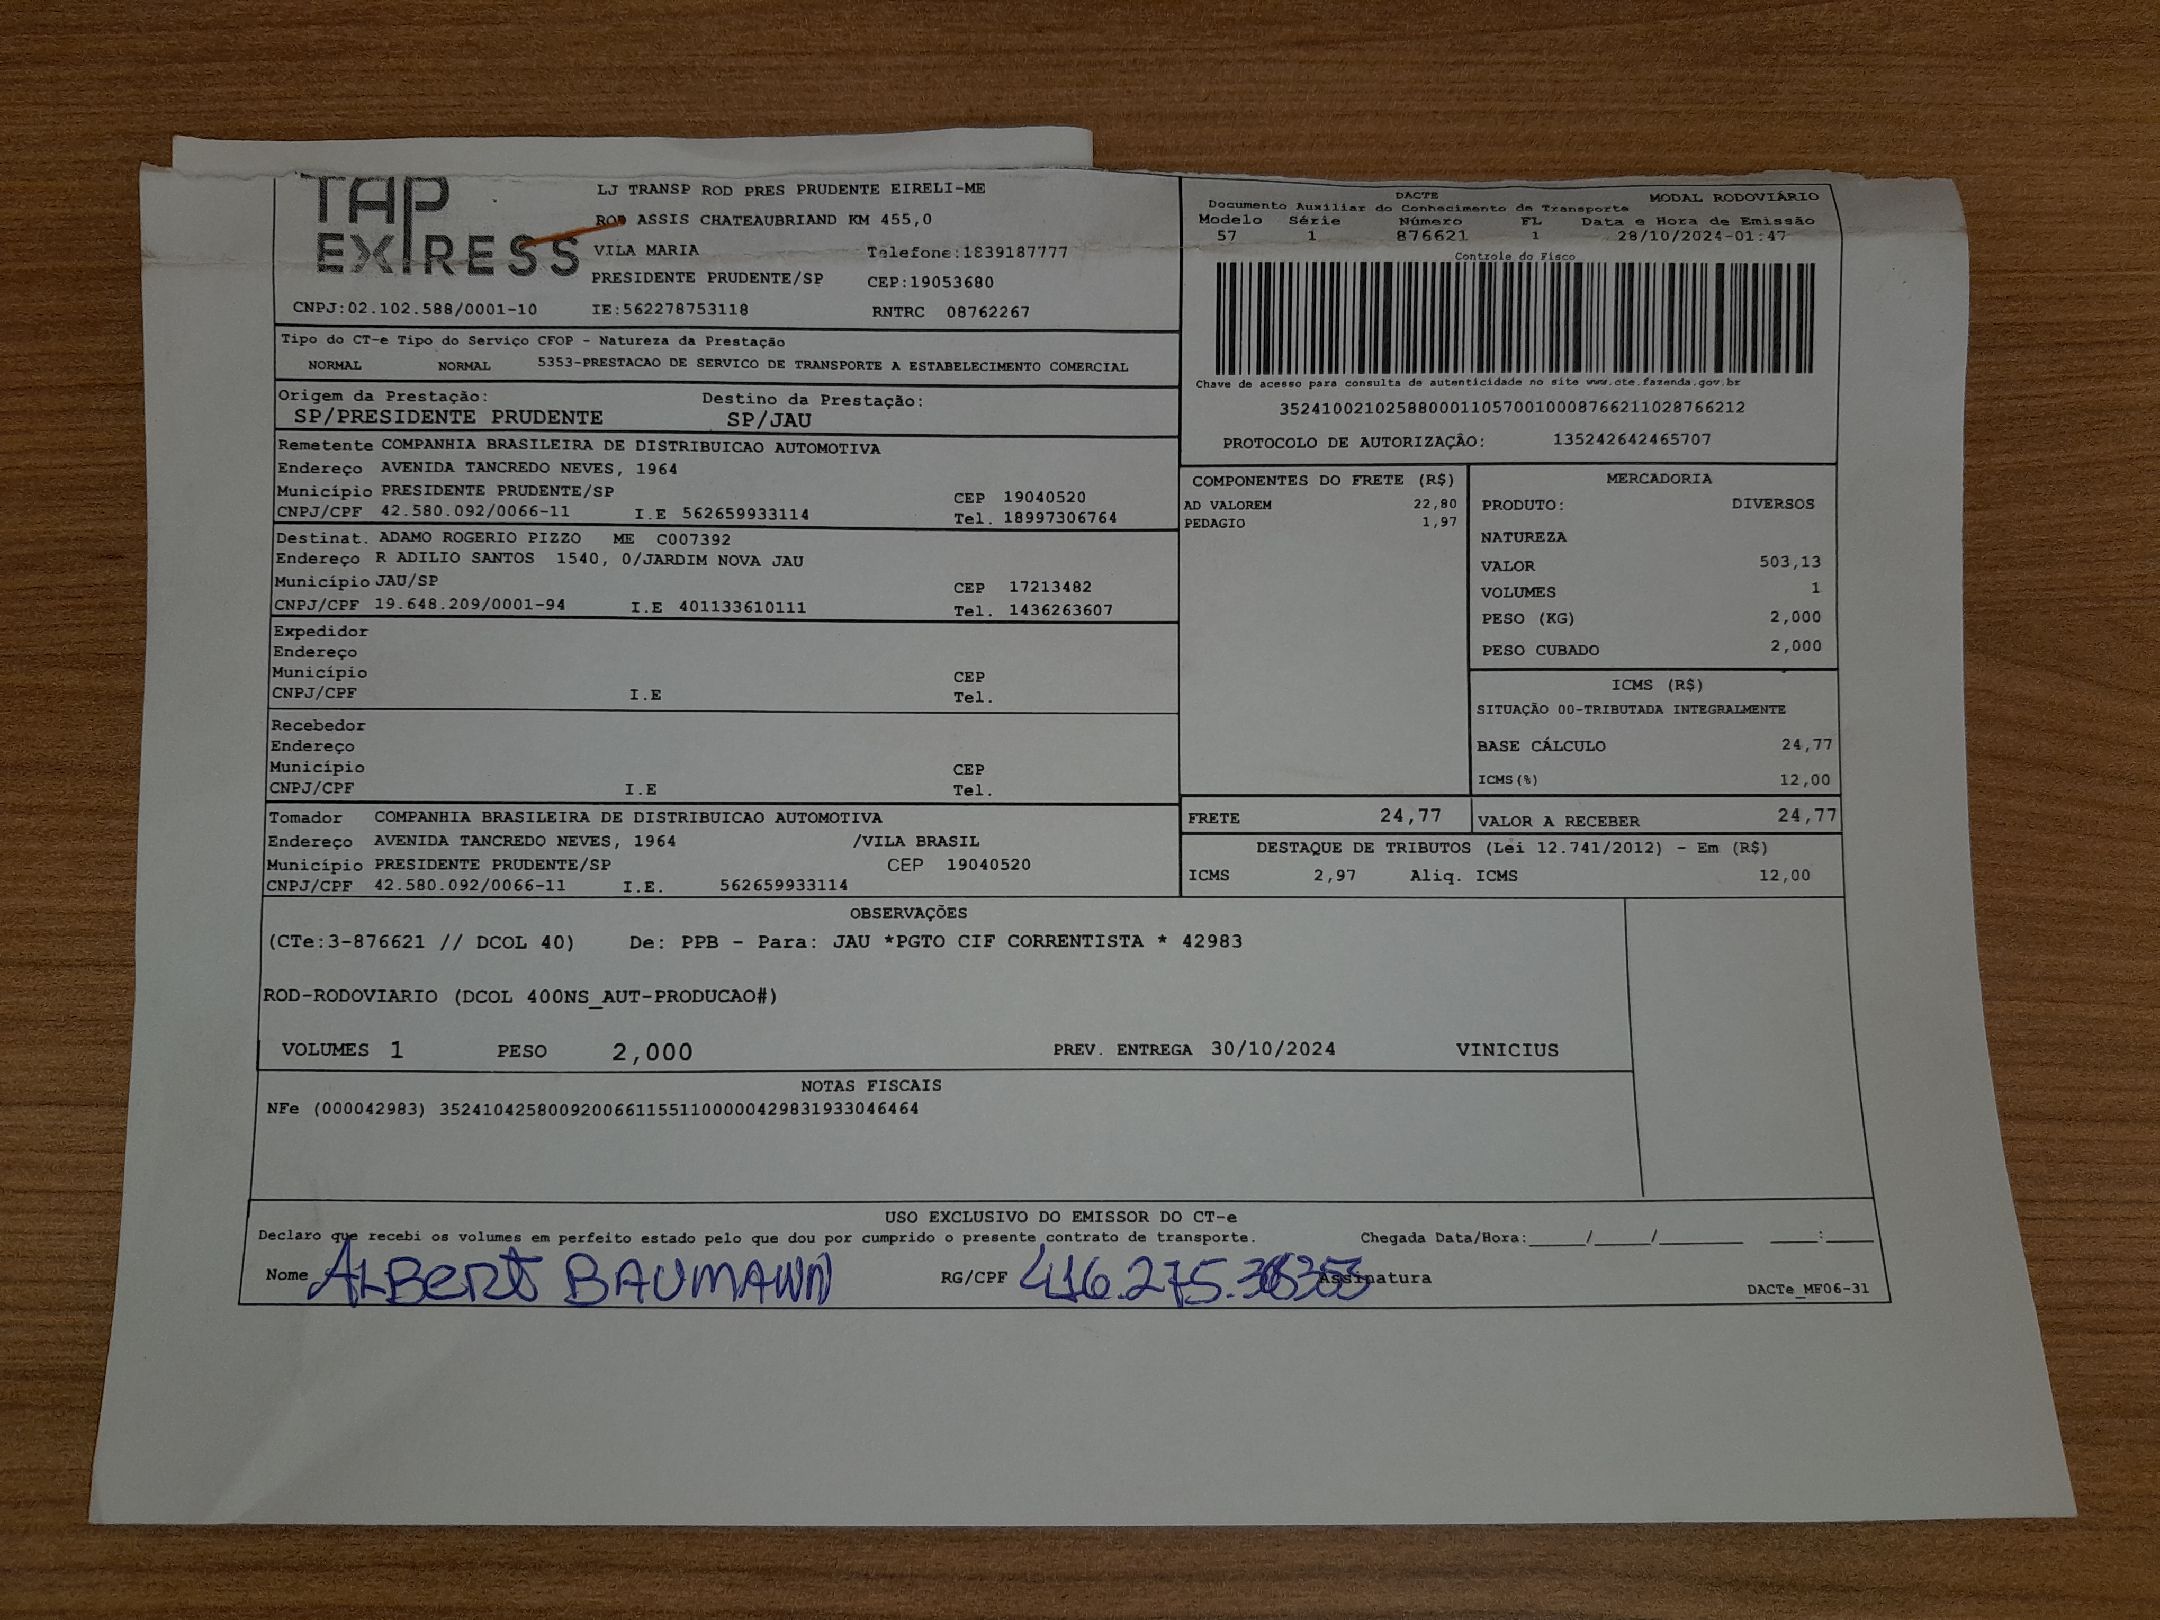 TAP
EXPRESS
LJ TRANSP ROD PRES PRUDENTE EIRELI-ME
ROD ASSIS CHATEAUBRIAND KM 455,0
VILA MARIA Telefone:1839187777
PRESIDENTE PRUDENTE/SP CEP:19053680
CNPJ:02.102.588/0001-10 IE:562278753118 RNTRC 08762267
DACTE MODAL RODOVIÁRIO
Documento Auxiliar do Conhecimento de Transporte
Modelo Série Número FL Data e Hora de Emissão
57 1 876621 1 28/10/2024-01:47
Controle do Fisco
Chave de acesso para consulta de autenticidade no site www.cte.fazenda.gov.br
35241002102588000110570010008766211028766212
PROTOCOLO DE AUTORIZAÇÃO: 135242642465707
Tipo do CT-e Tipo do Serviço CFOP - Natureza da Prestação
NORMAL NORMAL 5353-PRESTACAO DE SERVICO DE TRANSPORTE A ESTABELECIMENTO COMERCIAL
Origem da Prestação: Destino da Prestação:
SP/PRESIDENTE PRUDENTE SP/JAU
Remetente COMPANHIA BRASILEIRA DE DISTRIBUICAO AUTOMOTIVA
Endereço AVENIDA TANCREDO NEVES, 1964
Município PRESIDENTE PRUDENTE/SP CEP 19040520
CNPJ/CPF 42.580.092/0066-11 I.E 562659933114 Tel. 18997306764
Destinat. ADAMO ROGERIO PIZZO ME C007392
Endereço R ADILIO SANTOS 1540, 0/JARDIM NOVA JAU
Município JAU/SP CEP 17213482
CNPJ/CPF 19.648.209/0001-94 I.E 401133610111 Tel. 1436263607
Expedidor
Endereço
Município CEP
CNPJ/CPF I.E Tel.
Recebedor
Endereço
Município CEP
CNPJ/CPF I.E Tel.
Tomador COMPANHIA BRASILEIRA DE DISTRIBUICAO AUTOMOTIVA
Endereço AVENIDA TANCREDO NEVES, 1964 /VILA BRASIL
Município PRESIDENTE PRUDENTE/SP CEP 19040520
CNPJ/CPF 42.580.092/0066-11 I.E. 562659933114
COMPONENTES DO FRETE (R$)
AD VALOREM 22,80
PEDAGIO 1,97
MERCADORIA
PRODUTO: DIVERSOS
NATUREZA
VALOR 503,13
VOLUMES 1
PESO (KG) 2,000
PESO CUBADO 2,000
ICMS (R$)
SITUAÇÃO 00-TRIBUTADA INTEGRALMENTE
BASE CÁLCULO 24,77
ICMS(%) 12,00
FRETE 24,77 VALOR A RECEBER 24,77
DESTAQUE DE TRIBUTOS (Lei 12.741/2012) - Em (R$)
ICMS 2,97 Aliq. ICMS 12,00
OBSERVAÇÕES
(CTe:3-876621 // DCOL 40) De: PPB - Para: JAU *PGTO CIF CORRENTISTA * 42983
ROD-RODOVIARIO (DCOL 400NS_AUT-PRODUCAO#)
VOLUMES 1 PESO 2,000 PREV. ENTREGA 30/10/2024 VINICIUS
NOTAS FISCAIS
NFe (000042983) 35241042580092006611551100000429831933046464
USO EXCLUSIVO DO EMISSOR DO CT-e
Declaro que recebi os volumes em perfeito estado pelo que dou por cumprido o presente contrato de transporte. Chegada Data/Hora:_____/_____/________ ____:____
Nome ALBERT BAUMANN RG/CPF Assinatura
DACTe_MF06-31